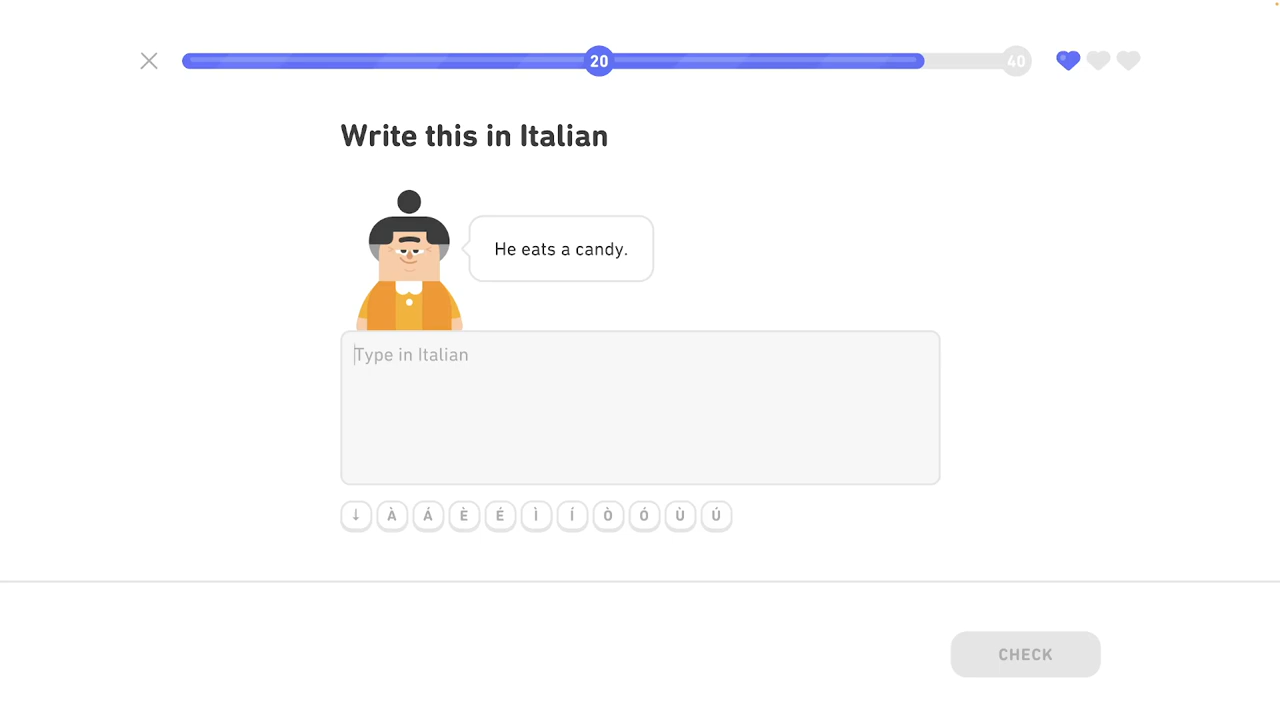 20
40
Write this in Italian
He eats a candy.
Type in Italian
↓ À Á È É Ì Í Ò Ó Ù Ú
CHECK